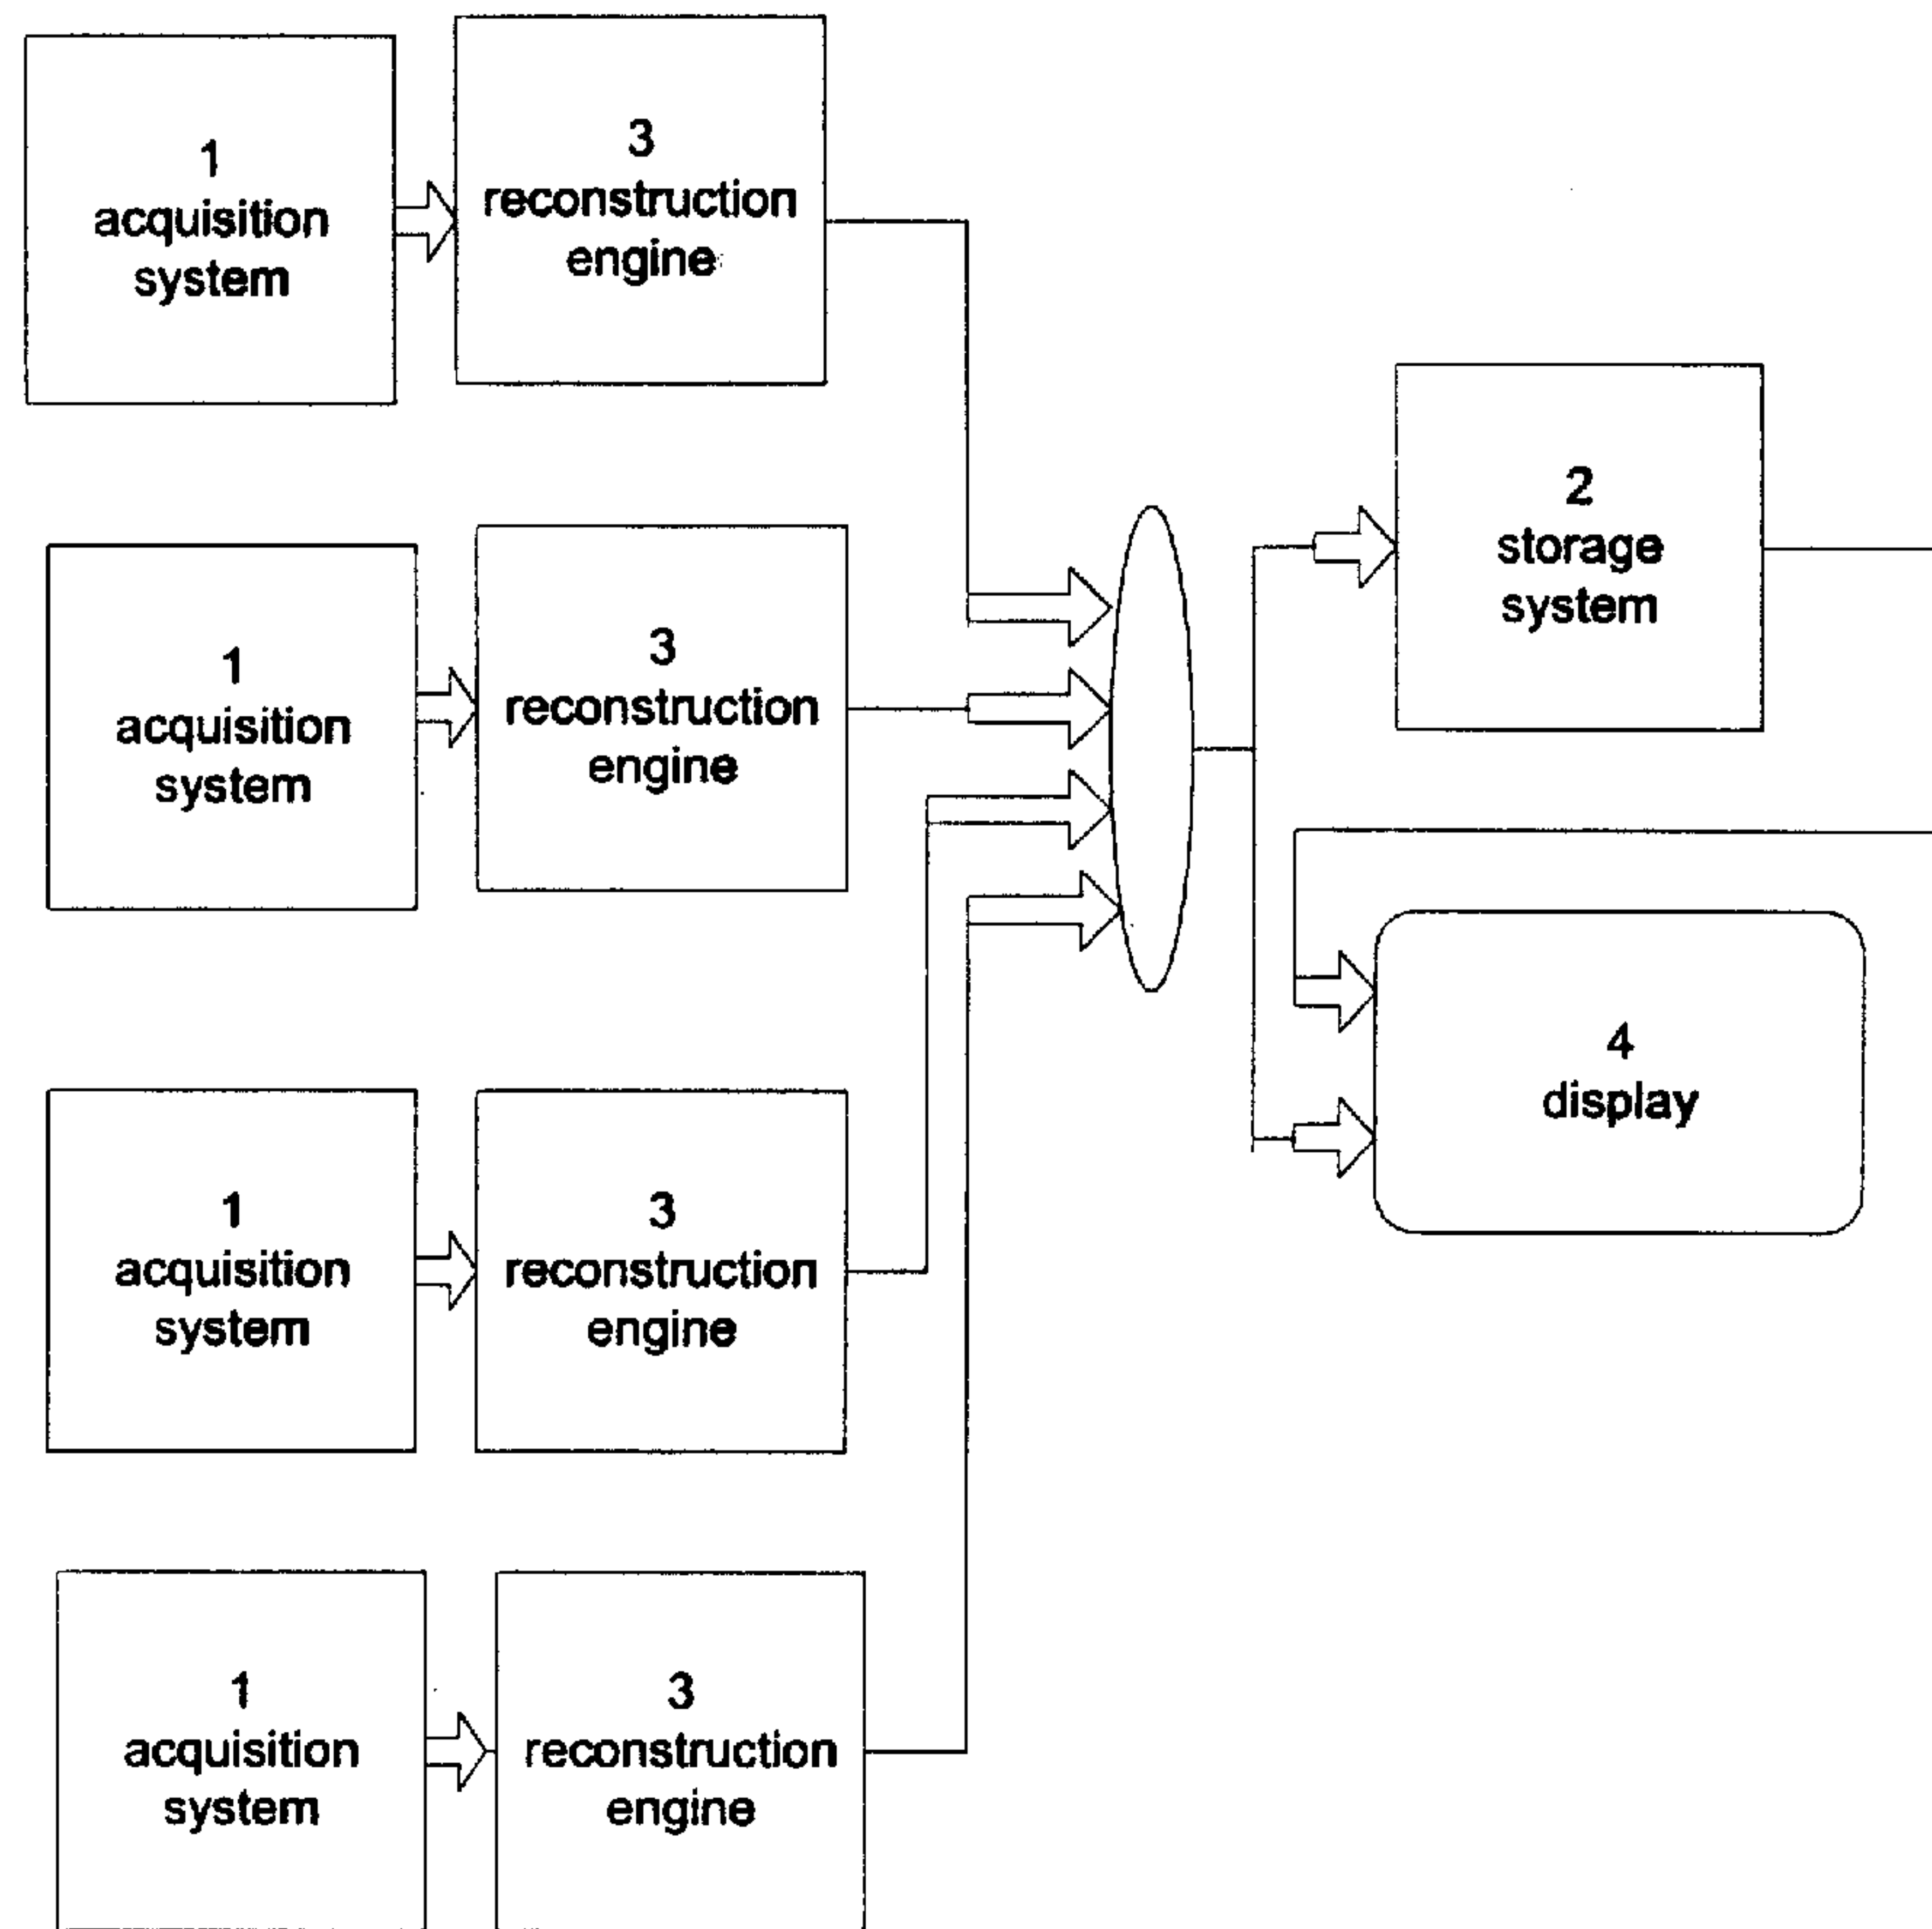 1
acquisition
system
3
reconstruction
engine
1
acquisition
system
3
reconstruction
engine
2
storage
system
4
display
1
acquisition
system
3
reconstruction
engine
1
acquisition
system
3
reconstruction
engine